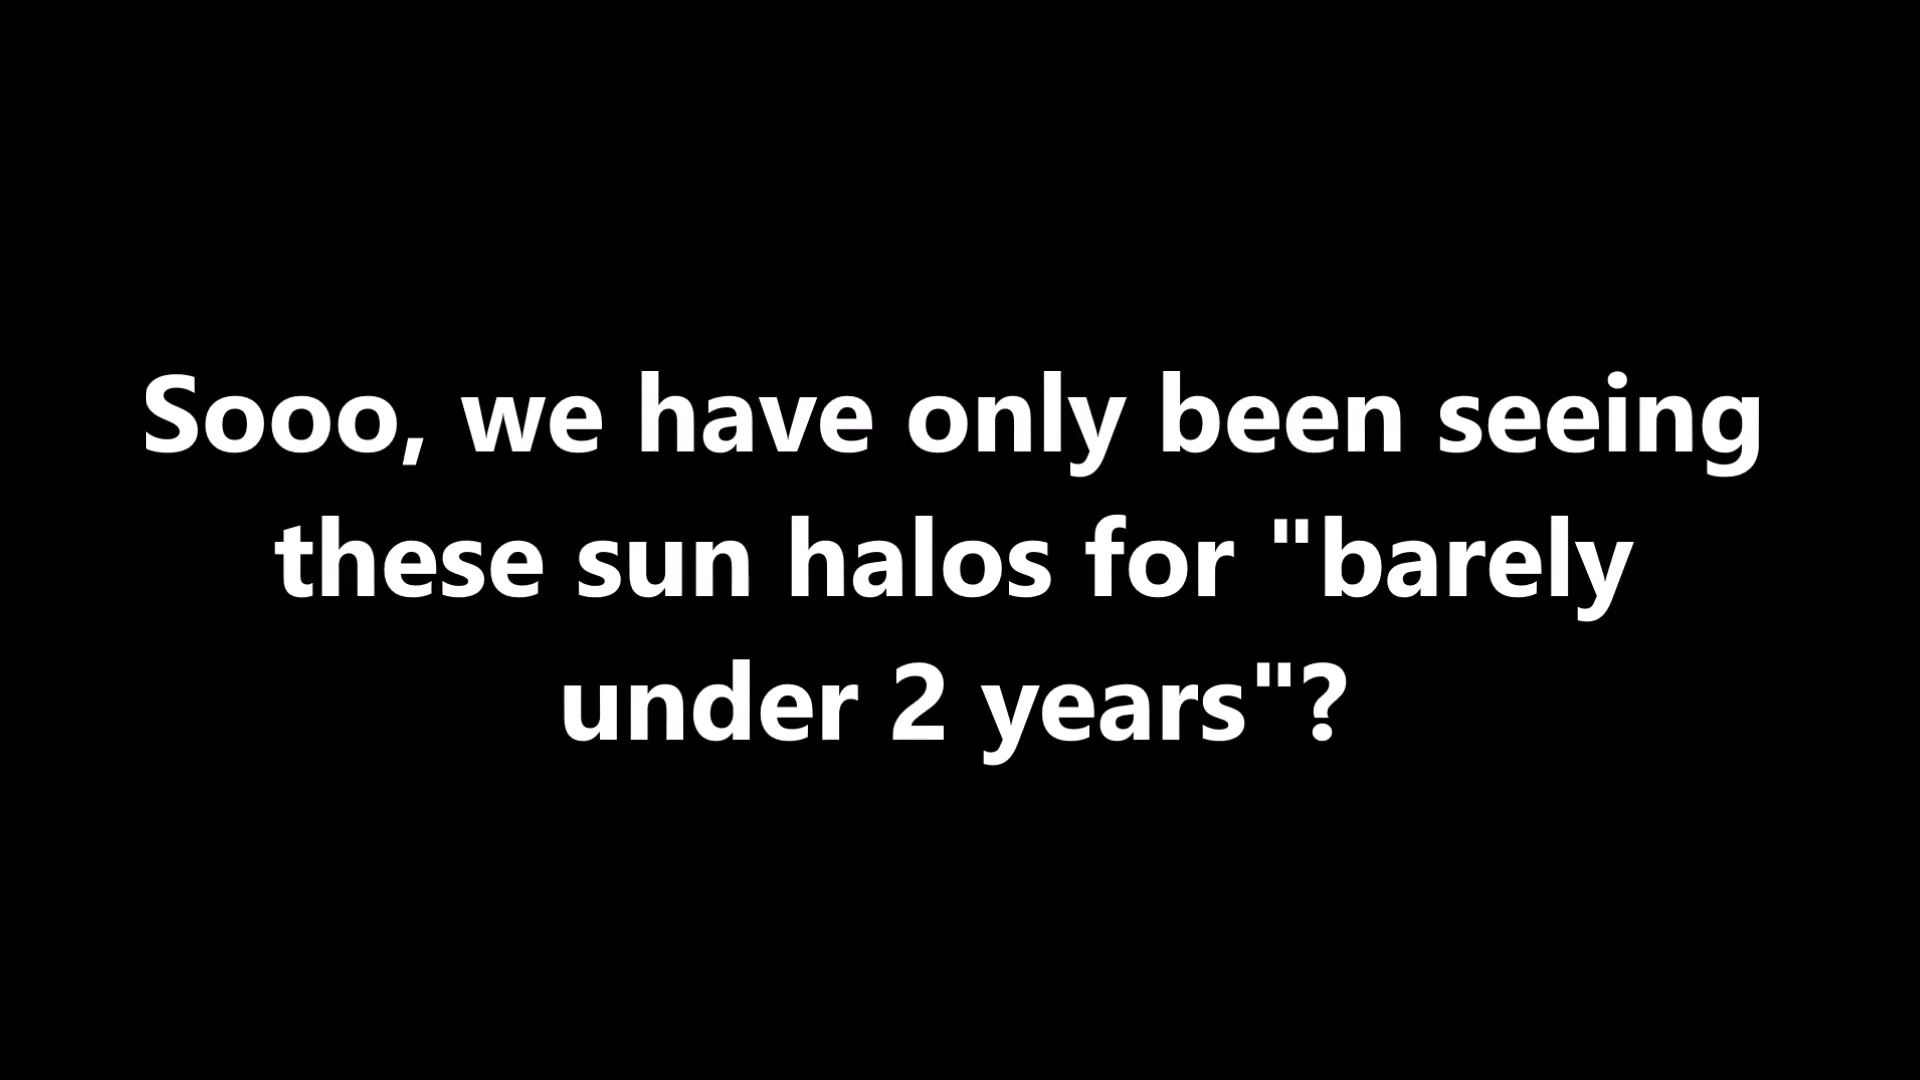 Sooo, we have only been seeing
these sun halos for "barely
under 2 years"?